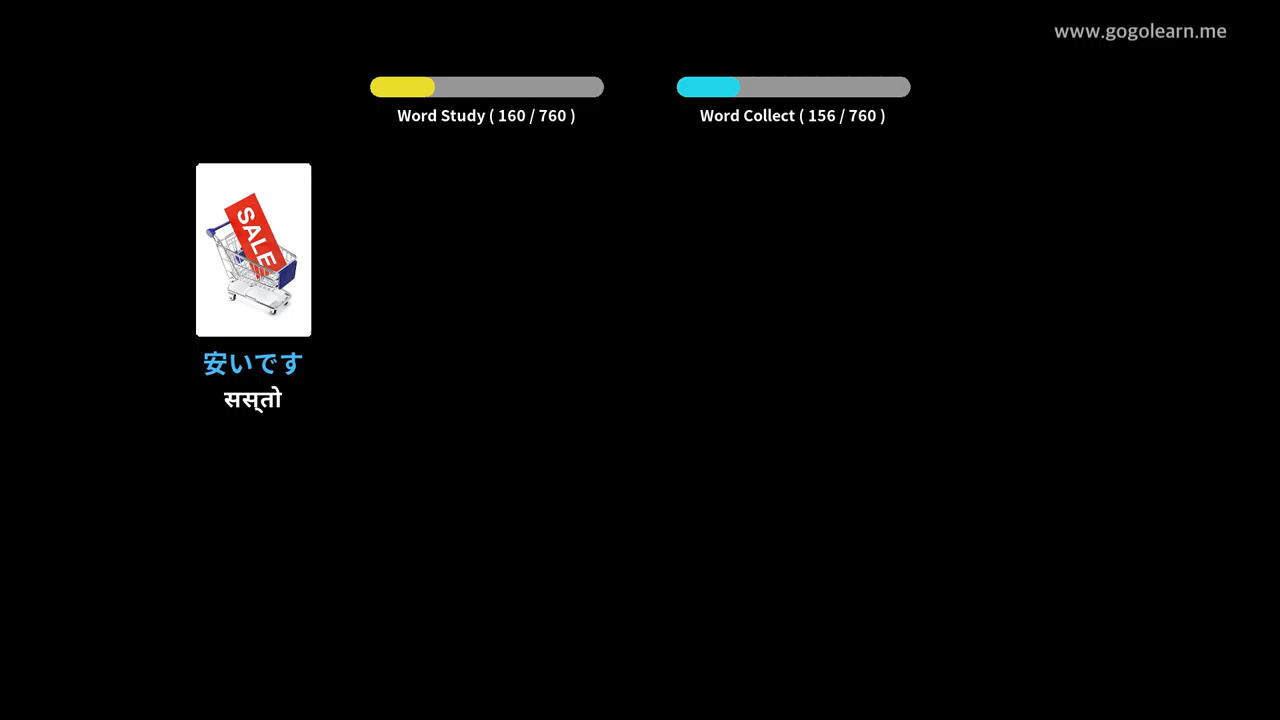 www.gogolearn.me
Word Study ( 160 / 760 )
Word Collect ( 156 / 760 )
SALE
安いです
सस्तो